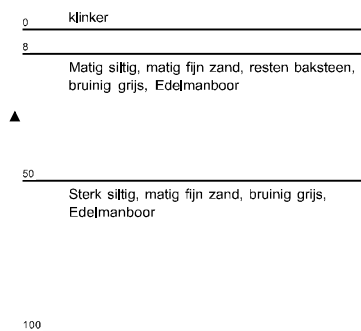 klinker
0
8
Matig siltig, matig fijn zand, resten baksteen,
bruinig grijs, Edelmanboor
50
Sterk siltig, matig fijn zand, bruinig grijs,
Edelmanboor
100